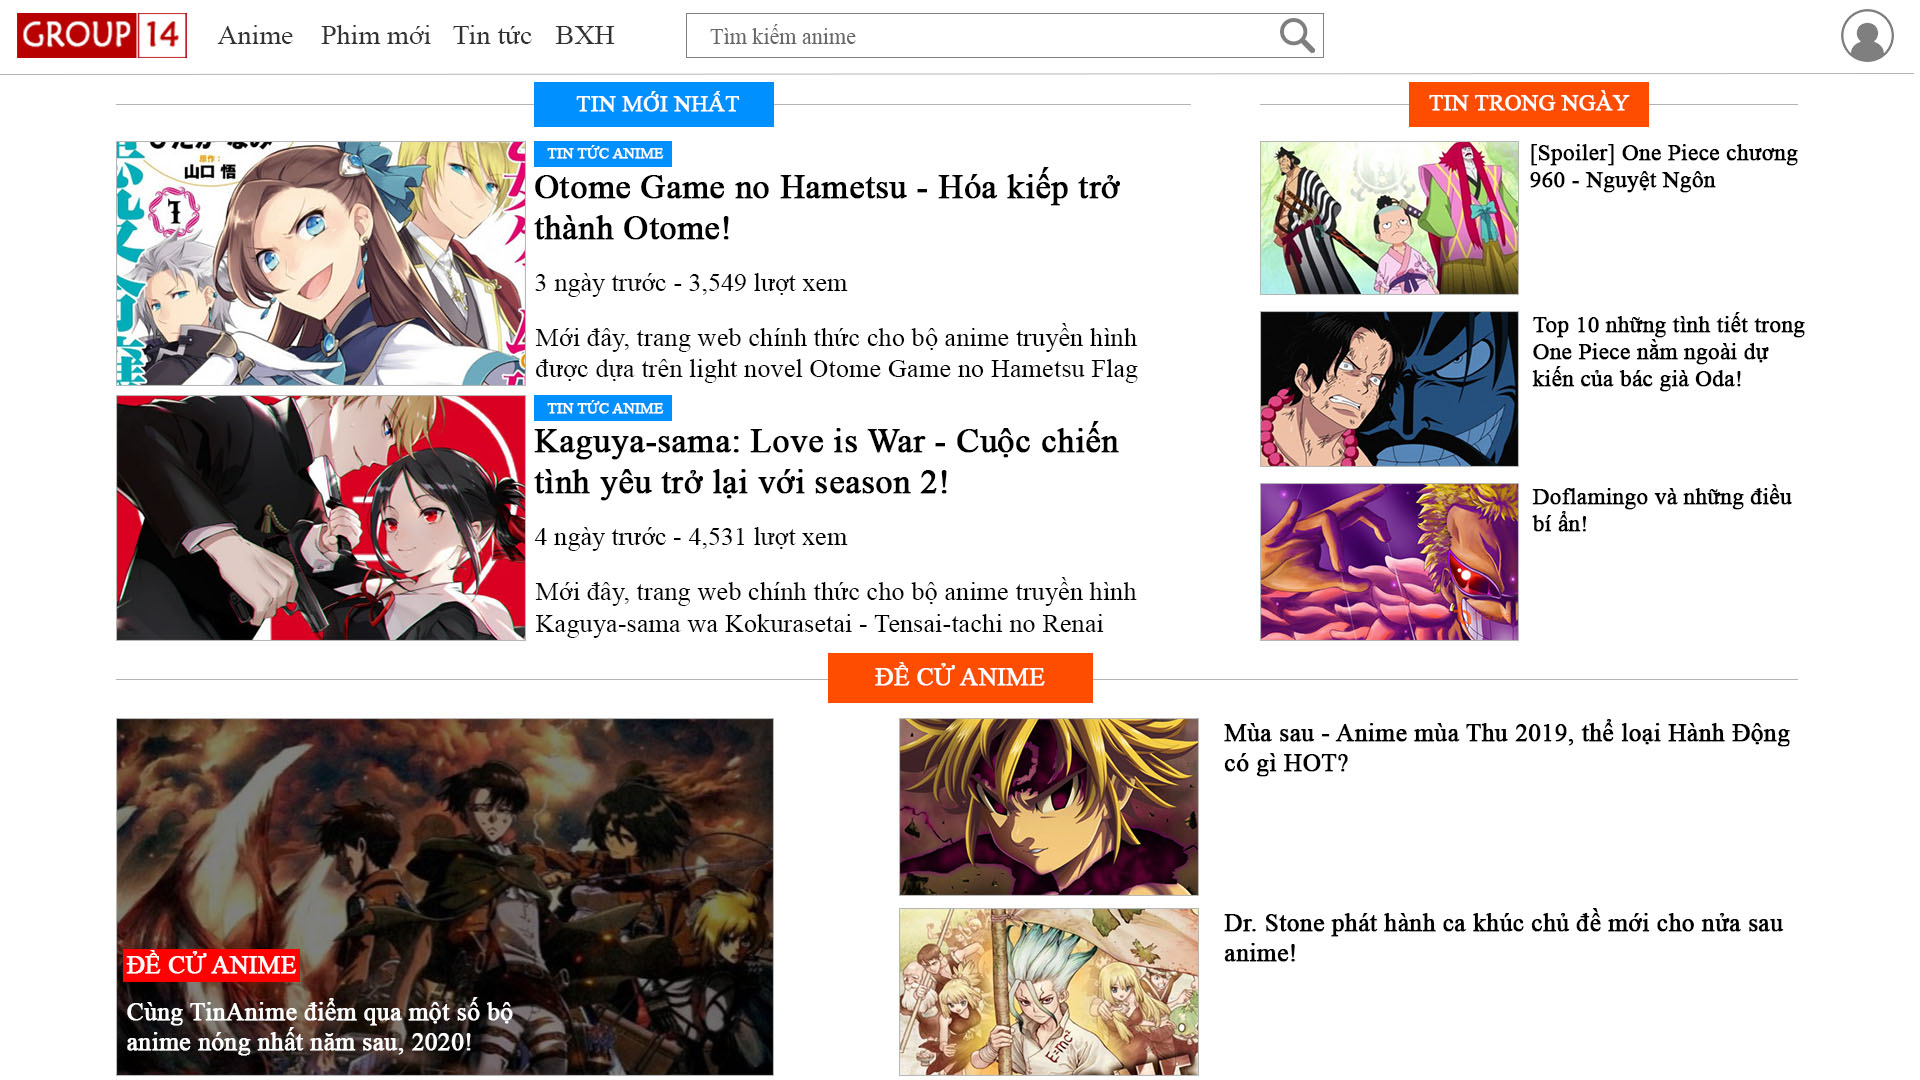 GROUP 14
Anime Phim mới Tin tức BXH
Tìm kiếm anime
TIN MỚI NHẤT
山口 悟
1
TIN TỨC ANIME
Otome Game no Hametsu - Hóa kiếp trở
thành Otome!
3 ngày trước - 3,549 lượt xem
Mới đây, trang web chính thức cho bộ anime truyền hình
được dựa trên light novel Otome Game no Hametsu Flag
TIN TỨC ANIME
Kaguya-sama: Love is War - Cuộc chiến
tình yêu trở lại với season 2!
4 ngày trước - 4,531 lượt xem
Mới đây, trang web chính thức cho bộ anime truyền hình
Kaguya-sama wa Kokurasetai - Tensai-tachi no Renai
TIN TRONG NGÀY
[Spoiler] One Piece chương
960 - Nguyệt Ngôn
Top 10 những tình tiết trong
One Piece nằm ngoài dự
kiến của bác già Oda!
Doflamingo và những điều
bí ẩn!
ĐỀ CỬ ANIME
ĐỀ CỬ ANIME
Cùng TinAnime điểm qua một số bộ
anime nóng nhất năm sau, 2020!
Mùa sau - Anime mùa Thu 2019, thể loại Hành Động
có gì HOT?
E=mc²
Dr. Stone phát hành ca khúc chủ đề mới cho nửa sau
anime!